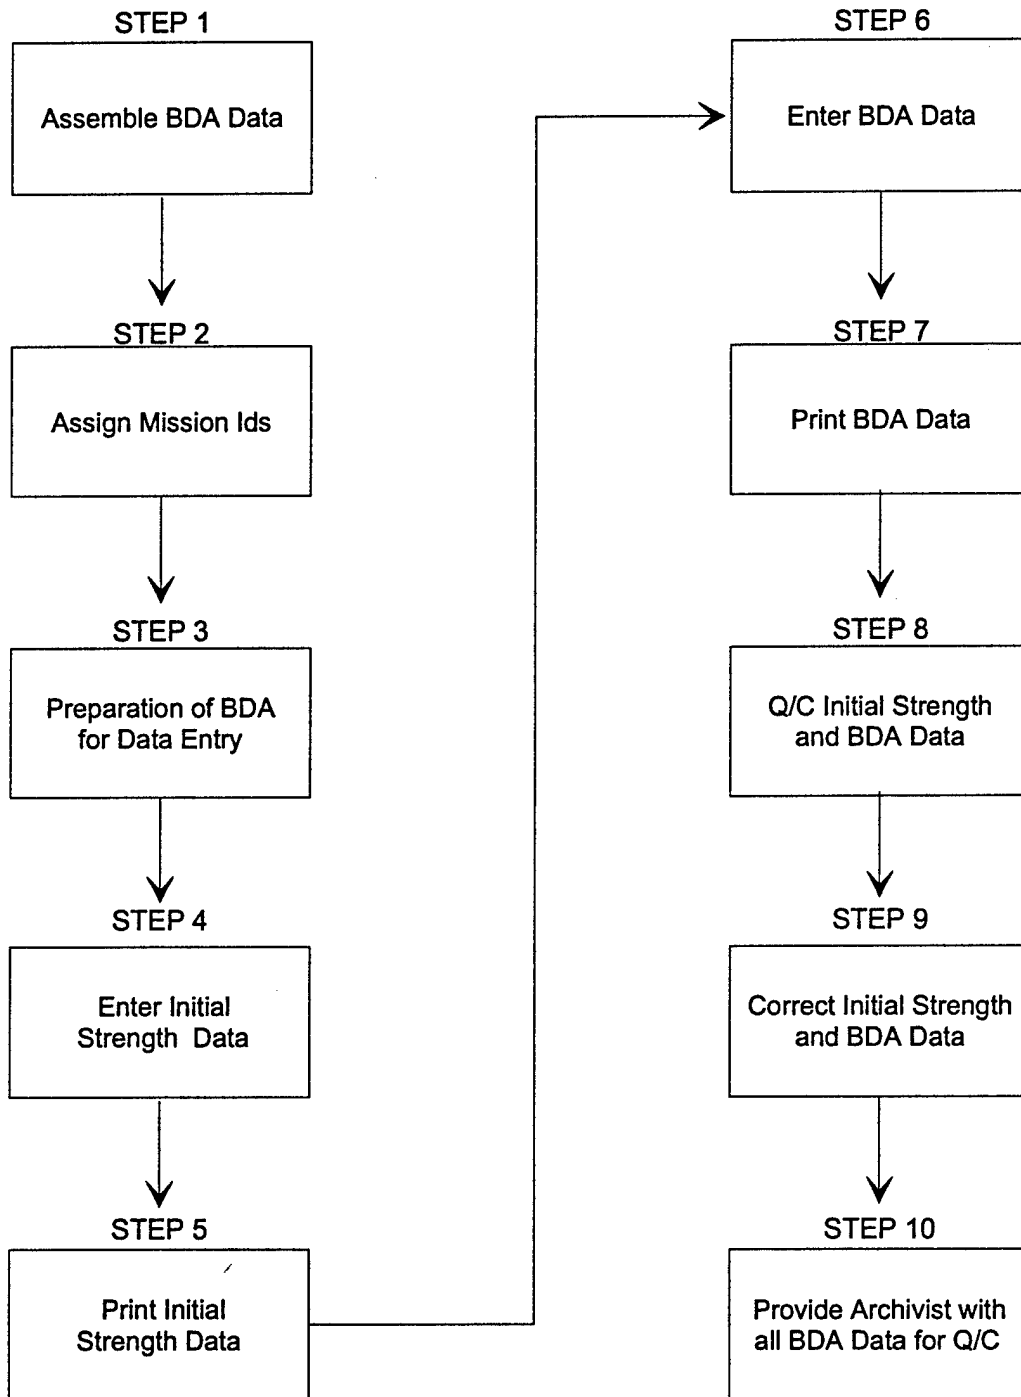 STEP 1
Assemble BDA Data
STEP 2
Assign Mission Ids
STEP 3
Preparation of BDA
for Data Entry
STEP 4
Enter Initial
Strength Data
STEP 5
Print Initial
Strength Data
STEP 6
Enter BDA Data
STEP 7
Print BDA Data
STEP 8
Q/C Initial Strength
and BDA Data
STEP 9
Correct Initial Strength
and BDA Data
STEP 10
Provide Archivist with
all BDA Data for Q/C